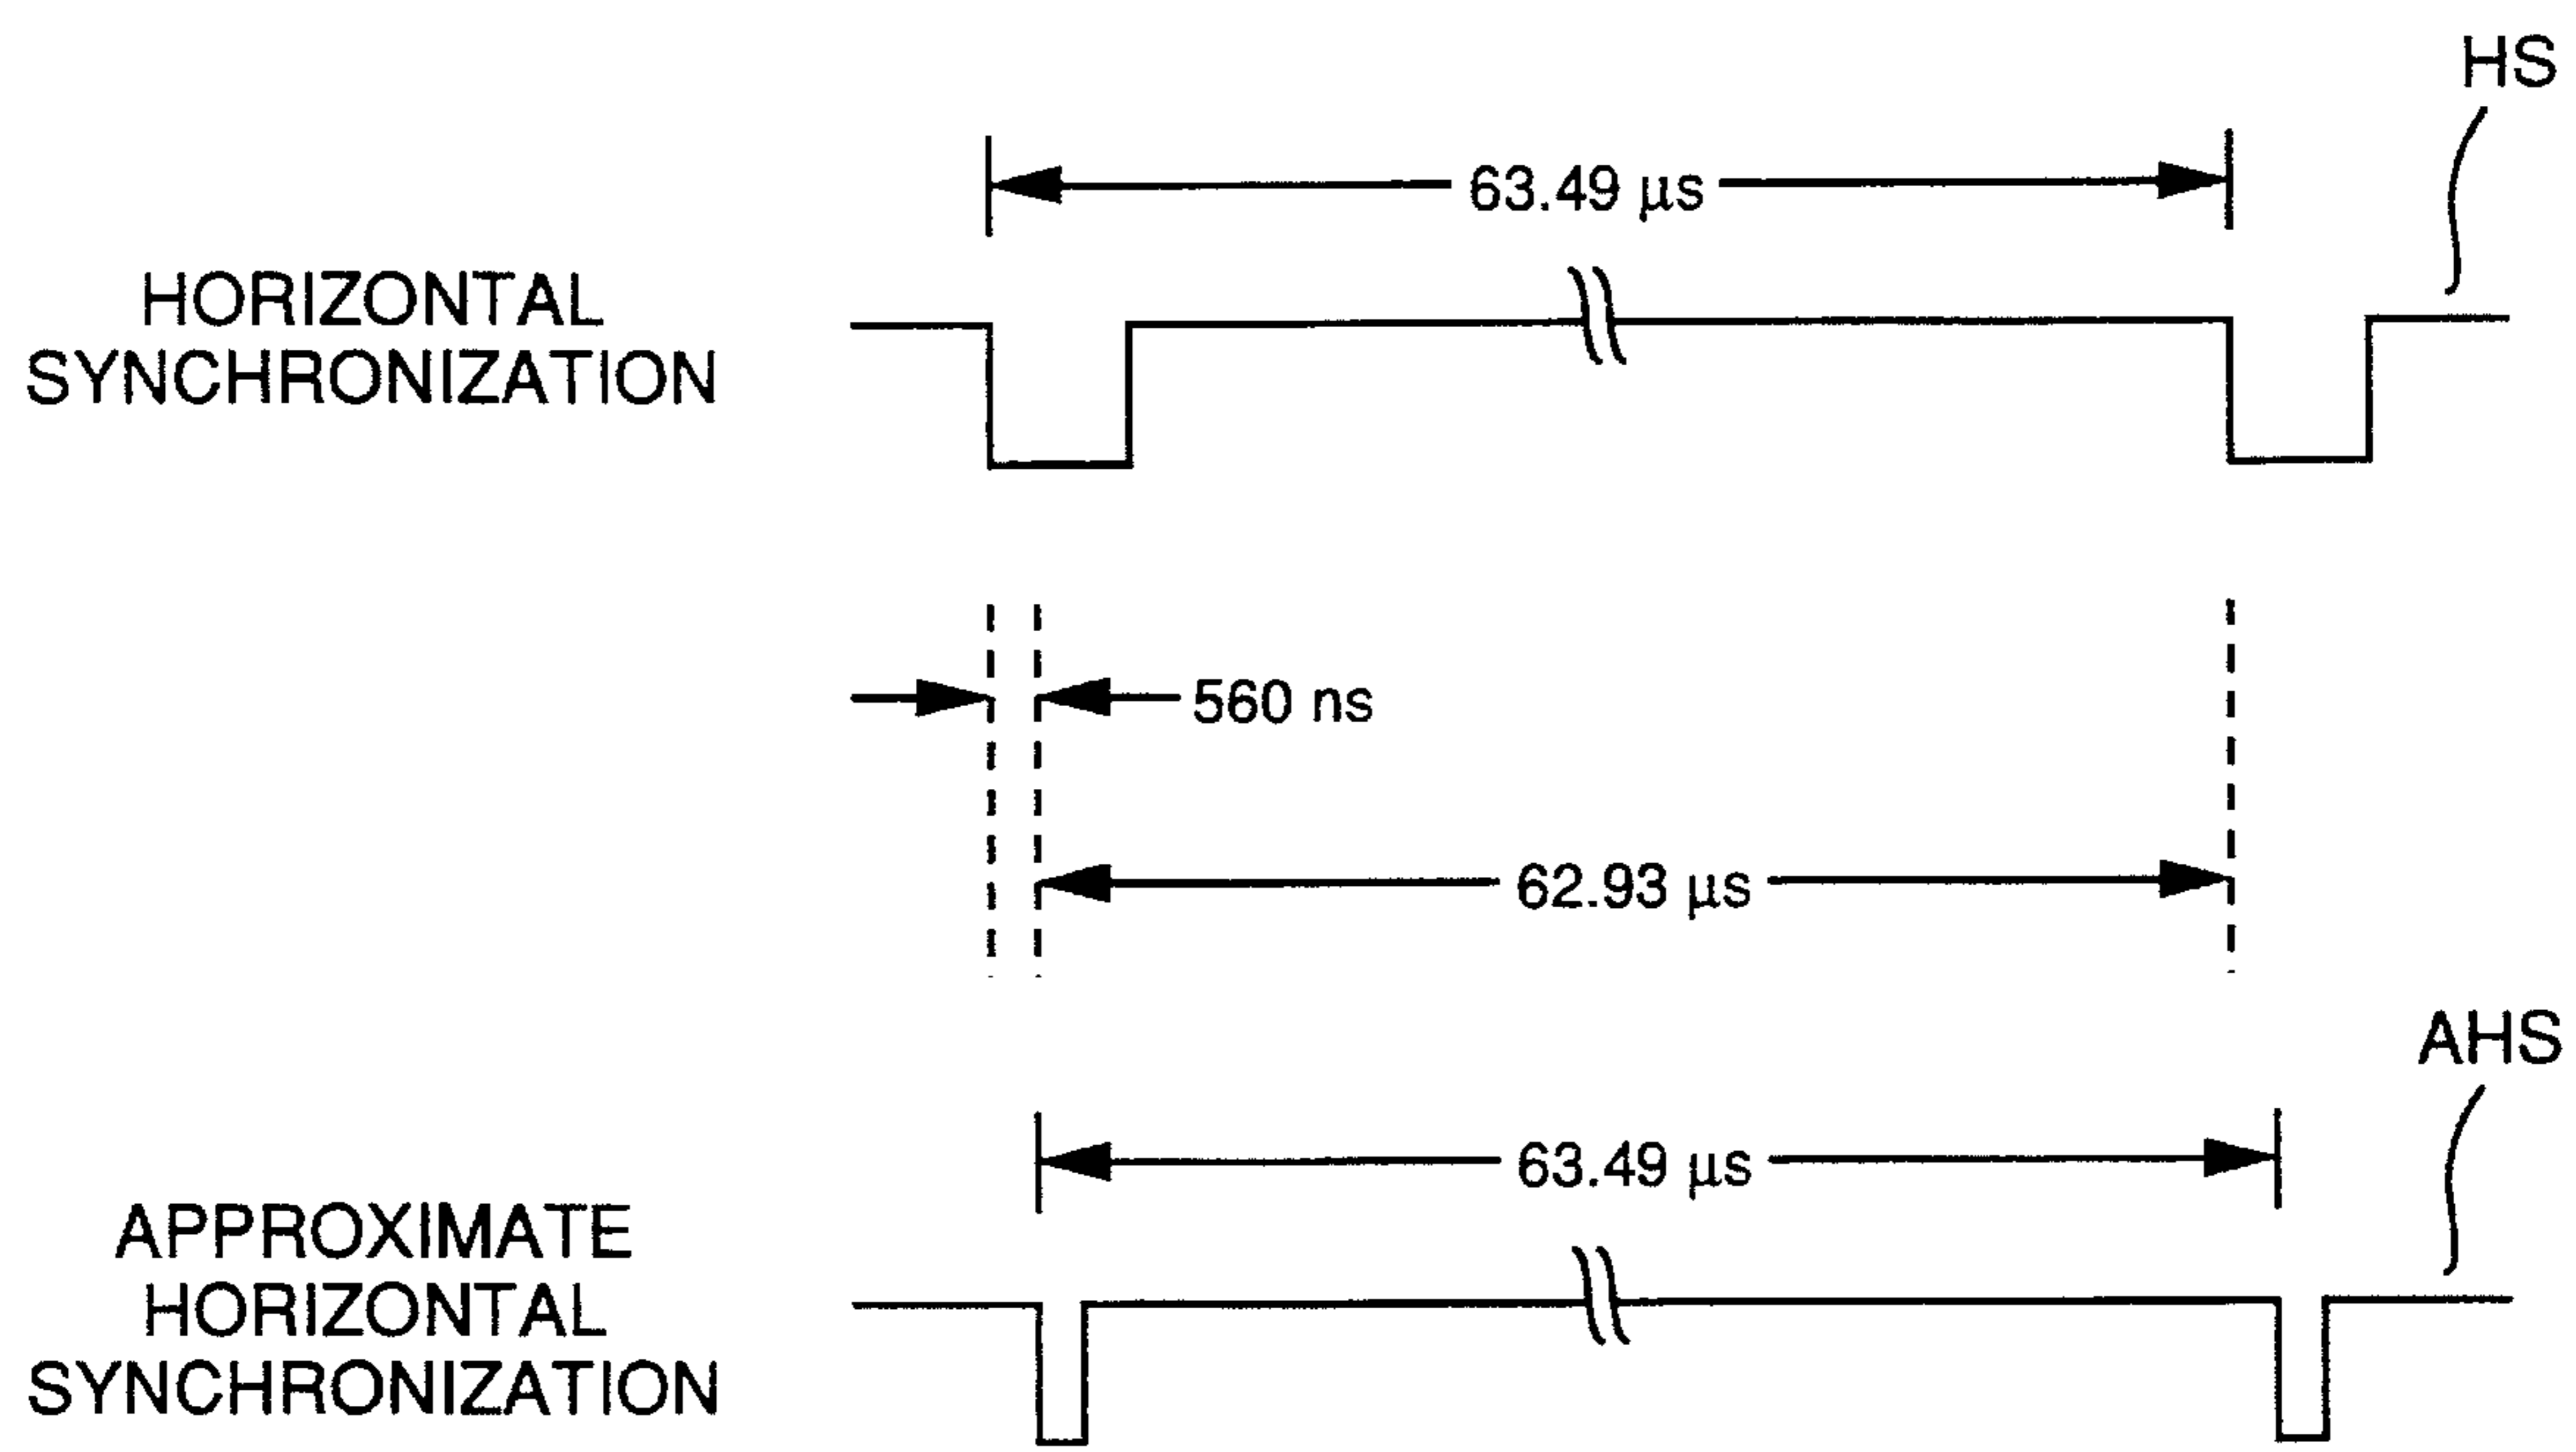 HS
63.49 µs
HORIZONTAL
SYNCHRONIZATION
560 ns
62.93 µs
AHS
63.49 µs
APPROXIMATE
HORIZONTAL
SYNCHRONIZATION